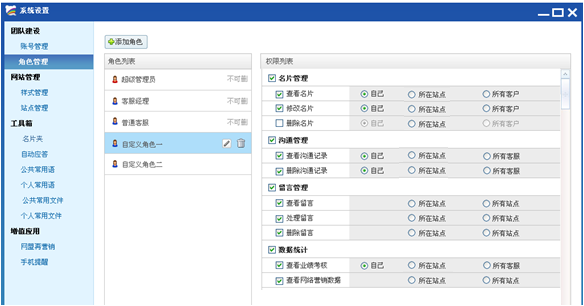 系统设置
团队建设
账号管理
角色管理
网站管理
样式管理
站点管理
工具箱
名片夹
自动应答
公共常用语
个人常用语
公共常用文件
个人常用文件
增值应用
网盟再营销
手机提醒
添加角色
角色列表
超级管理员 不可删
客服经理 不可删
普通客服 不可删
自定义角色一
自定义角色二
权限列表
名片管理
查看名片 自己 所在站点 所有客户
修改名片 自己 所在站点 所有客户
删除名片 自己 所在站点 所有客户
沟通管理
查看沟通记录 自己 所在站点 所有客服
删除沟通记录 自己 所在站点 所有客服
留言管理
查看留言 所在站点 所有站点
处理留言 所在站点 所有站点
删除留言 所在站点 所有站点
数据统计
查看业绩考核 自己 所在站点 所有客服
查看网络营销数据 所在站点 所有站点